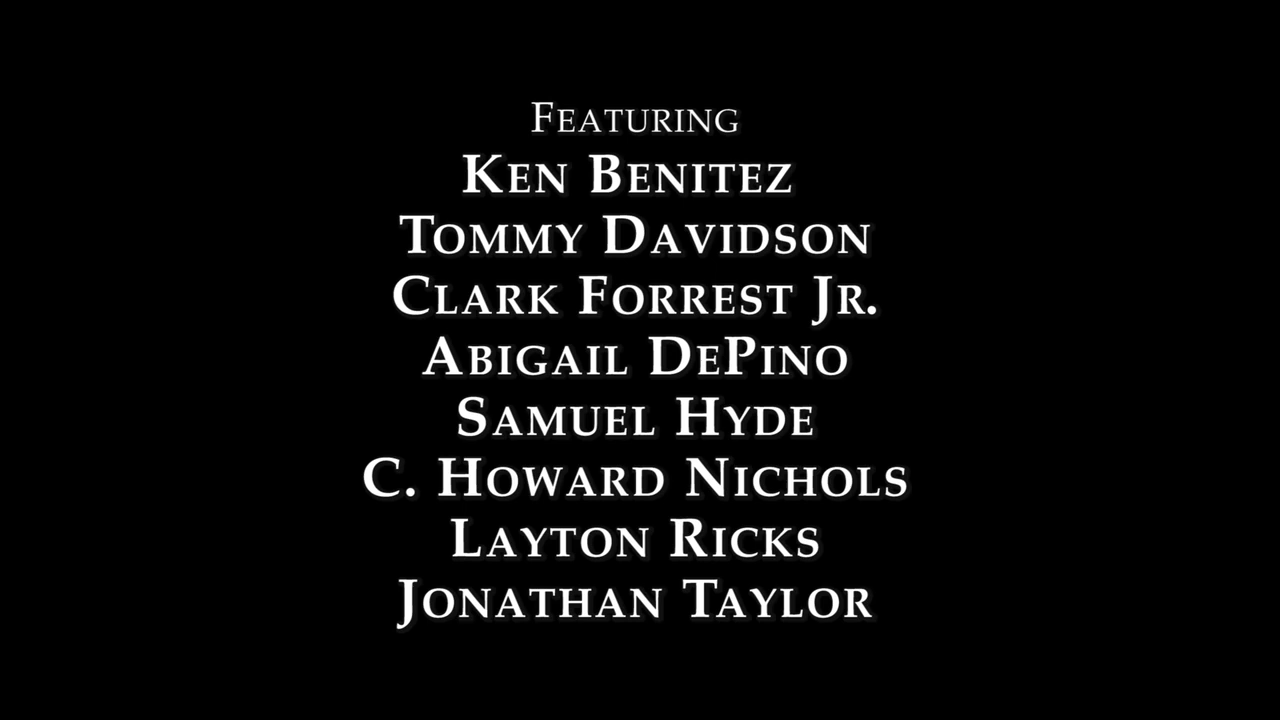 Featuring
Ken Benitez
Tommy Davidson
Clark Forrest Jr.
Abigail DePino
Samuel Hyde
C. Howard Nichols
Layton Ricks
Jonathan Taylor